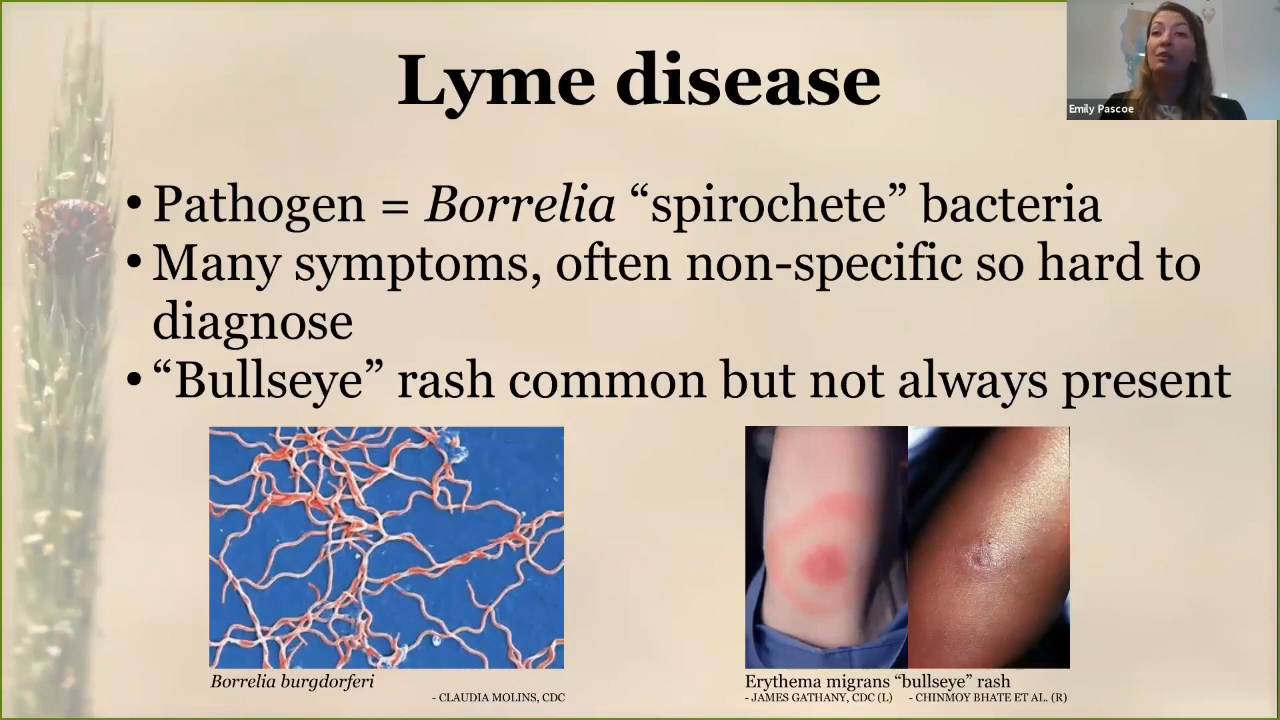 Lyme disease
Emily Pascoe
• Pathogen = Borrelia “spirochete” bacteria
• Many symptoms, often non-specific so hard to
diagnose
• “Bullseye” rash common but not always present
Borrelia burgdorferi
- CLAUDIA MOLINS, CDC
Erythema migrans “bullseye” rash
- JAMES GATHANY, CDC (L) - CHINMOY BHATE ET AL. (R)